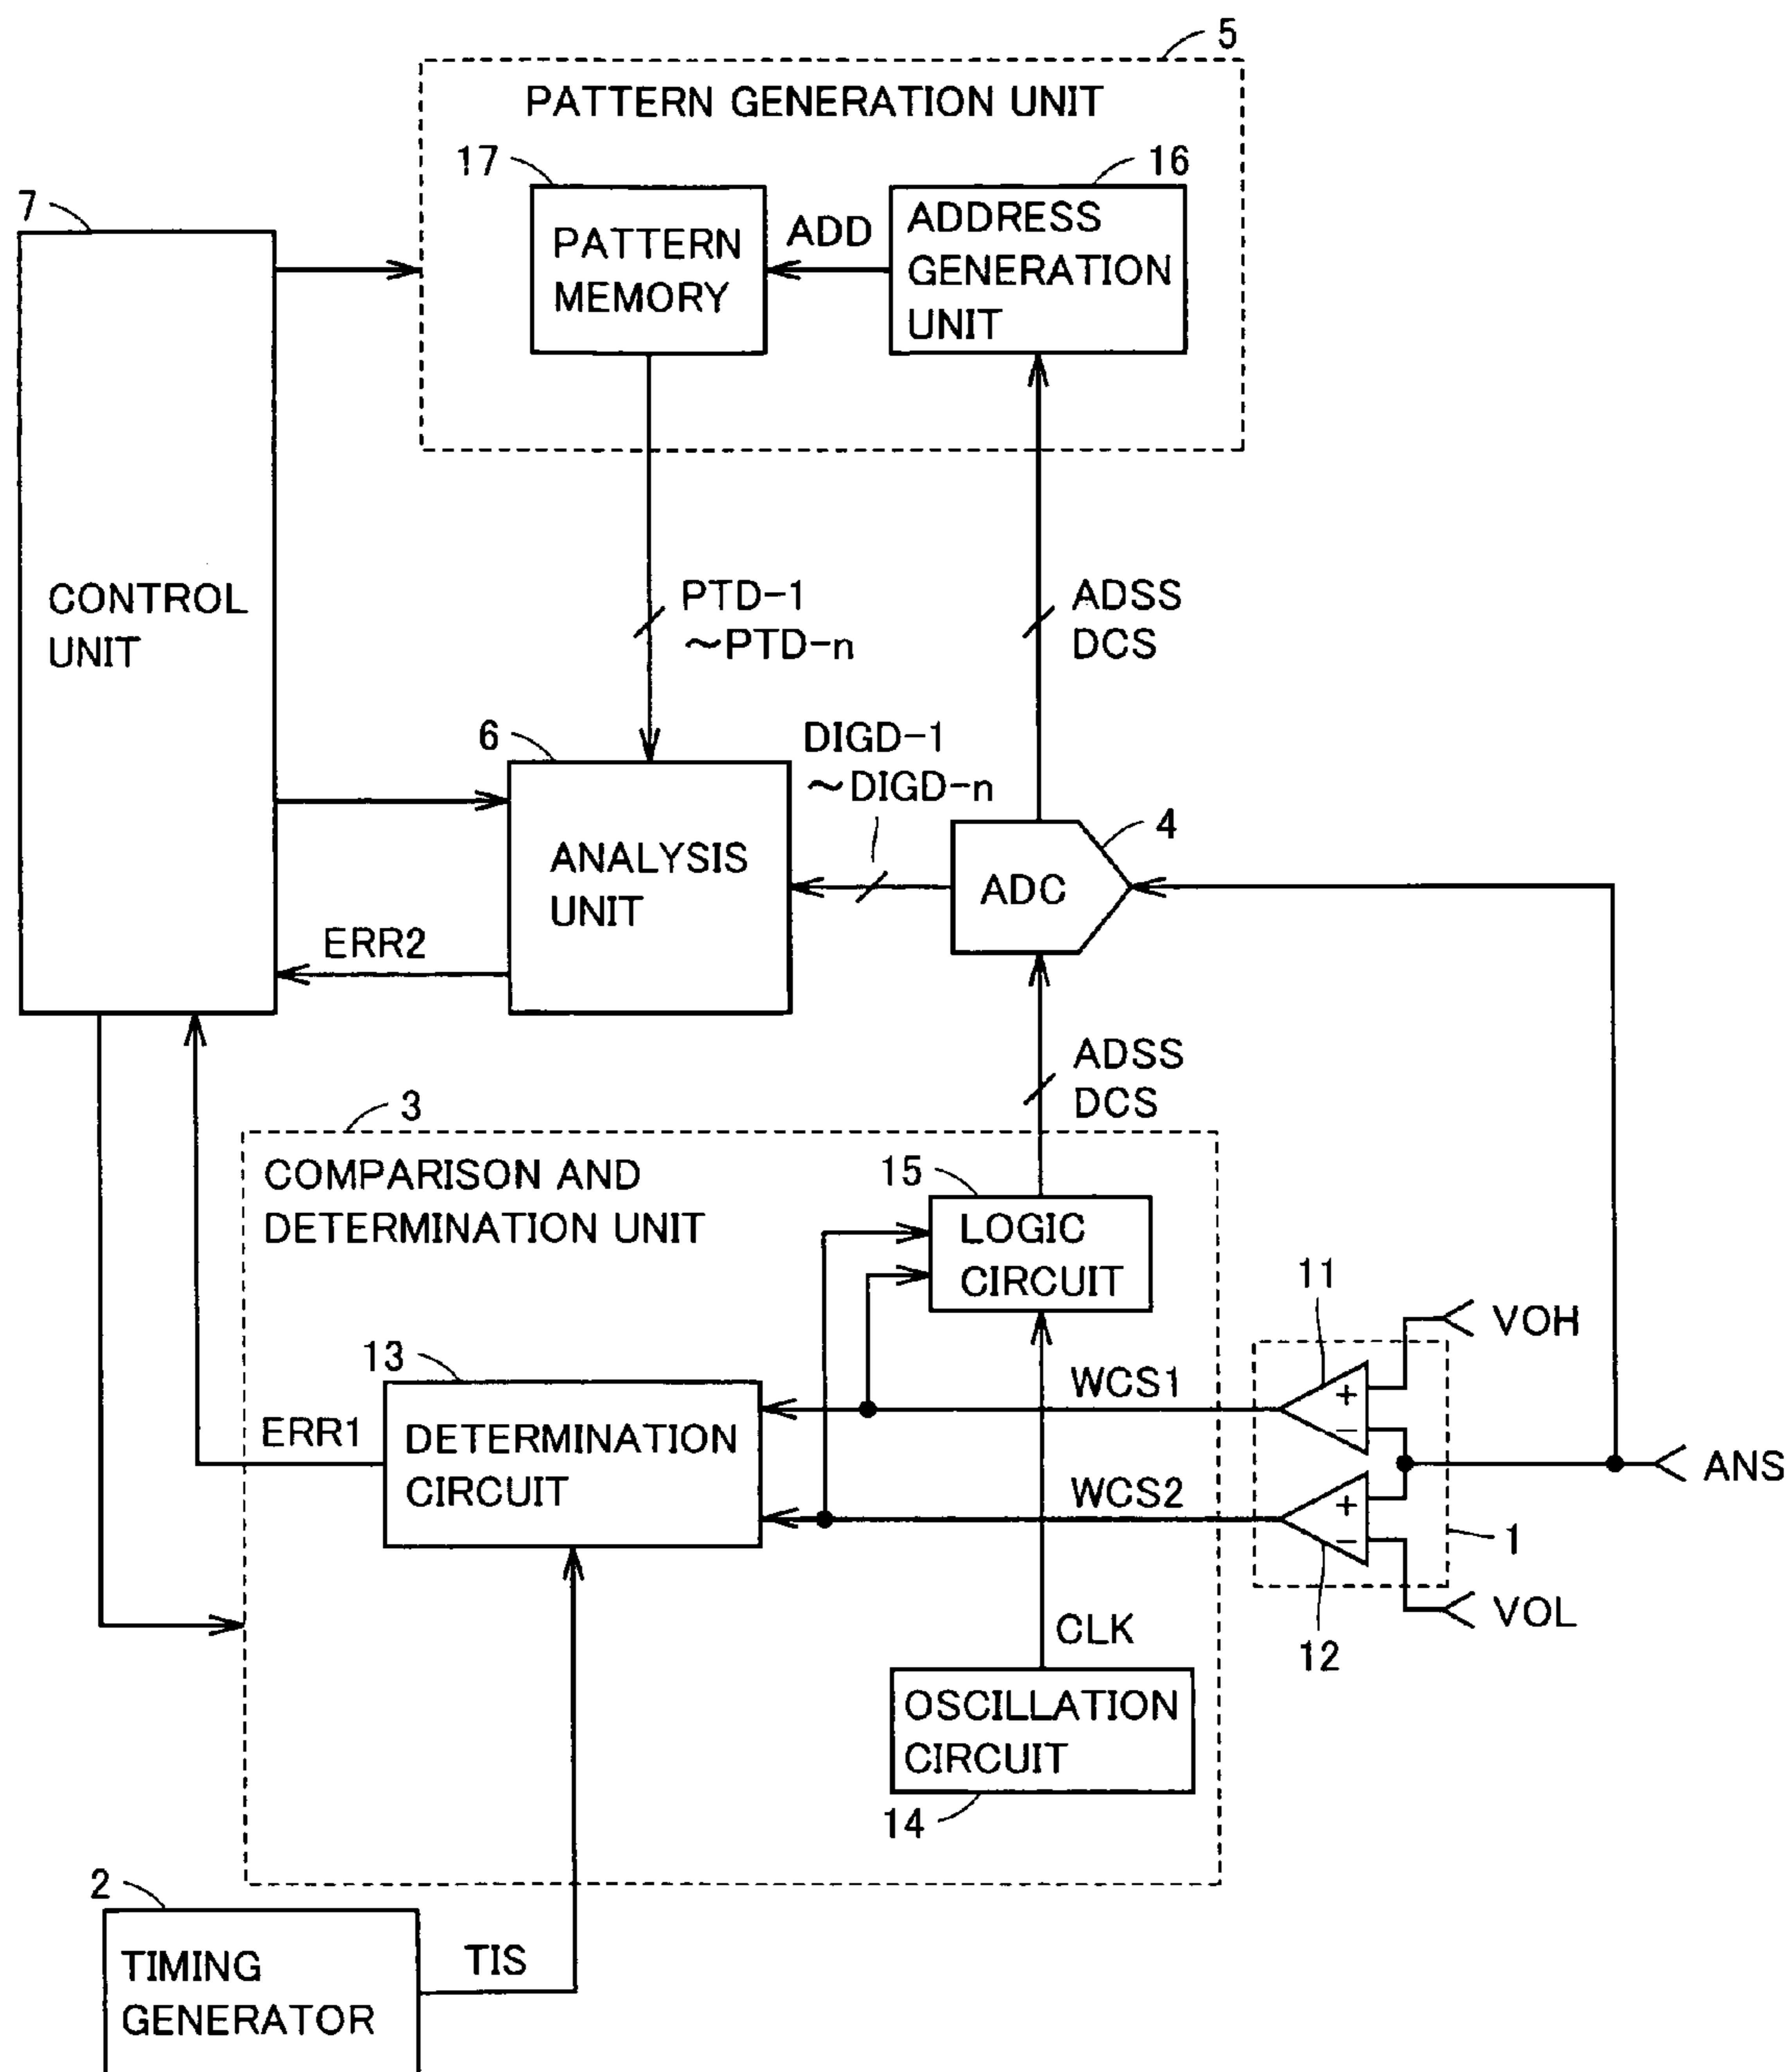 5
PATTERN GENERATION UNIT
17
16
7
PATTERN
MEMORY
ADD
ADDRESS
GENERATION
UNIT
CONTROL
UNIT
PTD-1
~PTD-n
ADSS
DCS
6
DIGD-1
~DIGD-n
4
ANALYSIS
UNIT
ADC
ERR2
ADSS
DCS
3
COMPARISON AND
DETERMINATION UNIT
15
LOGIC
CIRCUIT
11
VOH
13
WCS1
+
−
ERR1
DETERMINATION
CIRCUIT
ANS
WCS2
+
−
1
VOL
12
CLK
OSCILLATION
CIRCUIT
14
2
TIS
TIMING
GENERATOR